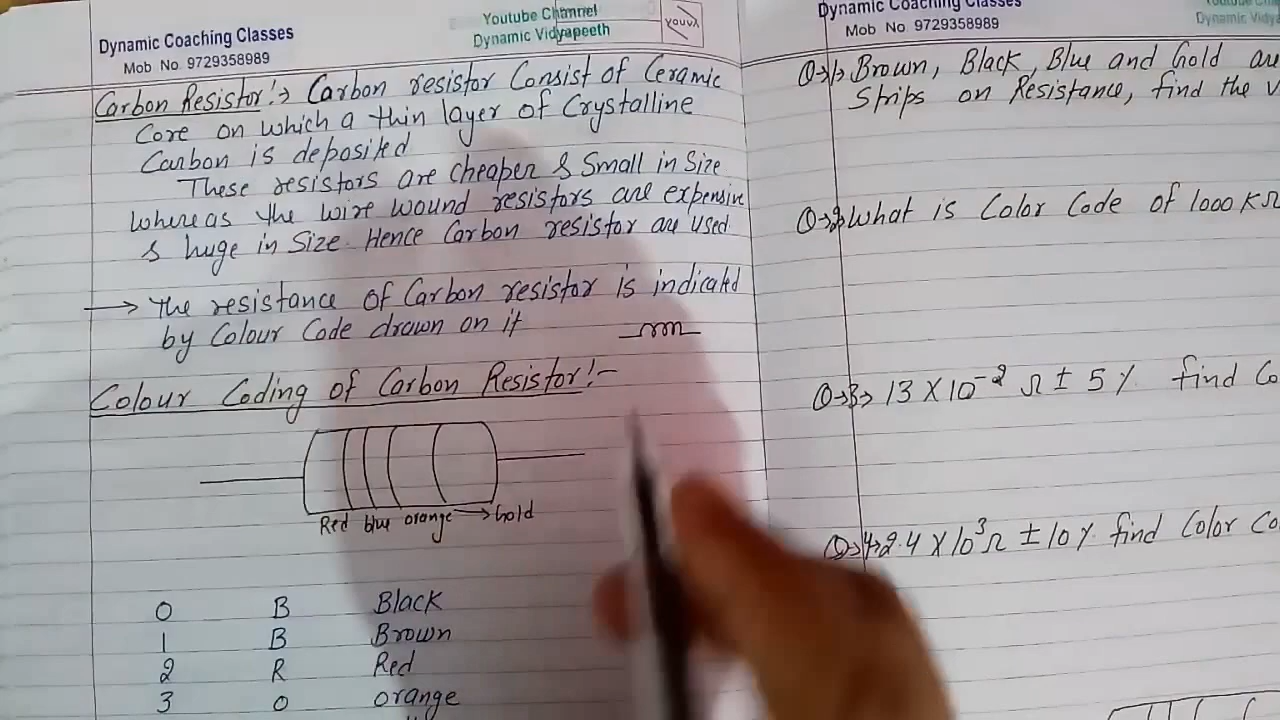 Dynamic Coaching Classes
Mob No. 9729358989
Youtube Channel
Dynamic Vidyapeeth
Carbon Resistor:→ Carbon resistor Consist of Ceramic
Core on which a thin layer of Crystalline
Carbon is deposited
These resistors are cheaper & Small in Size
whereas the wire wound resistors are expensive
& huge in Size. Hence Carbon resistor are used.
→ The resistance of Carbon resistor is indicated
by Colour Code drawn on it
Colour Coding of Carbon Resistor:-
Red blue orange → Gold
0 B Black
1 B Brown
2 R Red
3 O orange
Dynamic Coaching Classes
Mob No. 9729358989
Q→1→ Brown, Black, Blue and Gold
Strips on Resistance, find the
Q→2→ What is Color Code of 1000 KΩ
Q→3→ 13 × 10⁻² Ω ± 5 %. find
Q→4→ 2.4 × 10³ Ω ± 10 %. find Color